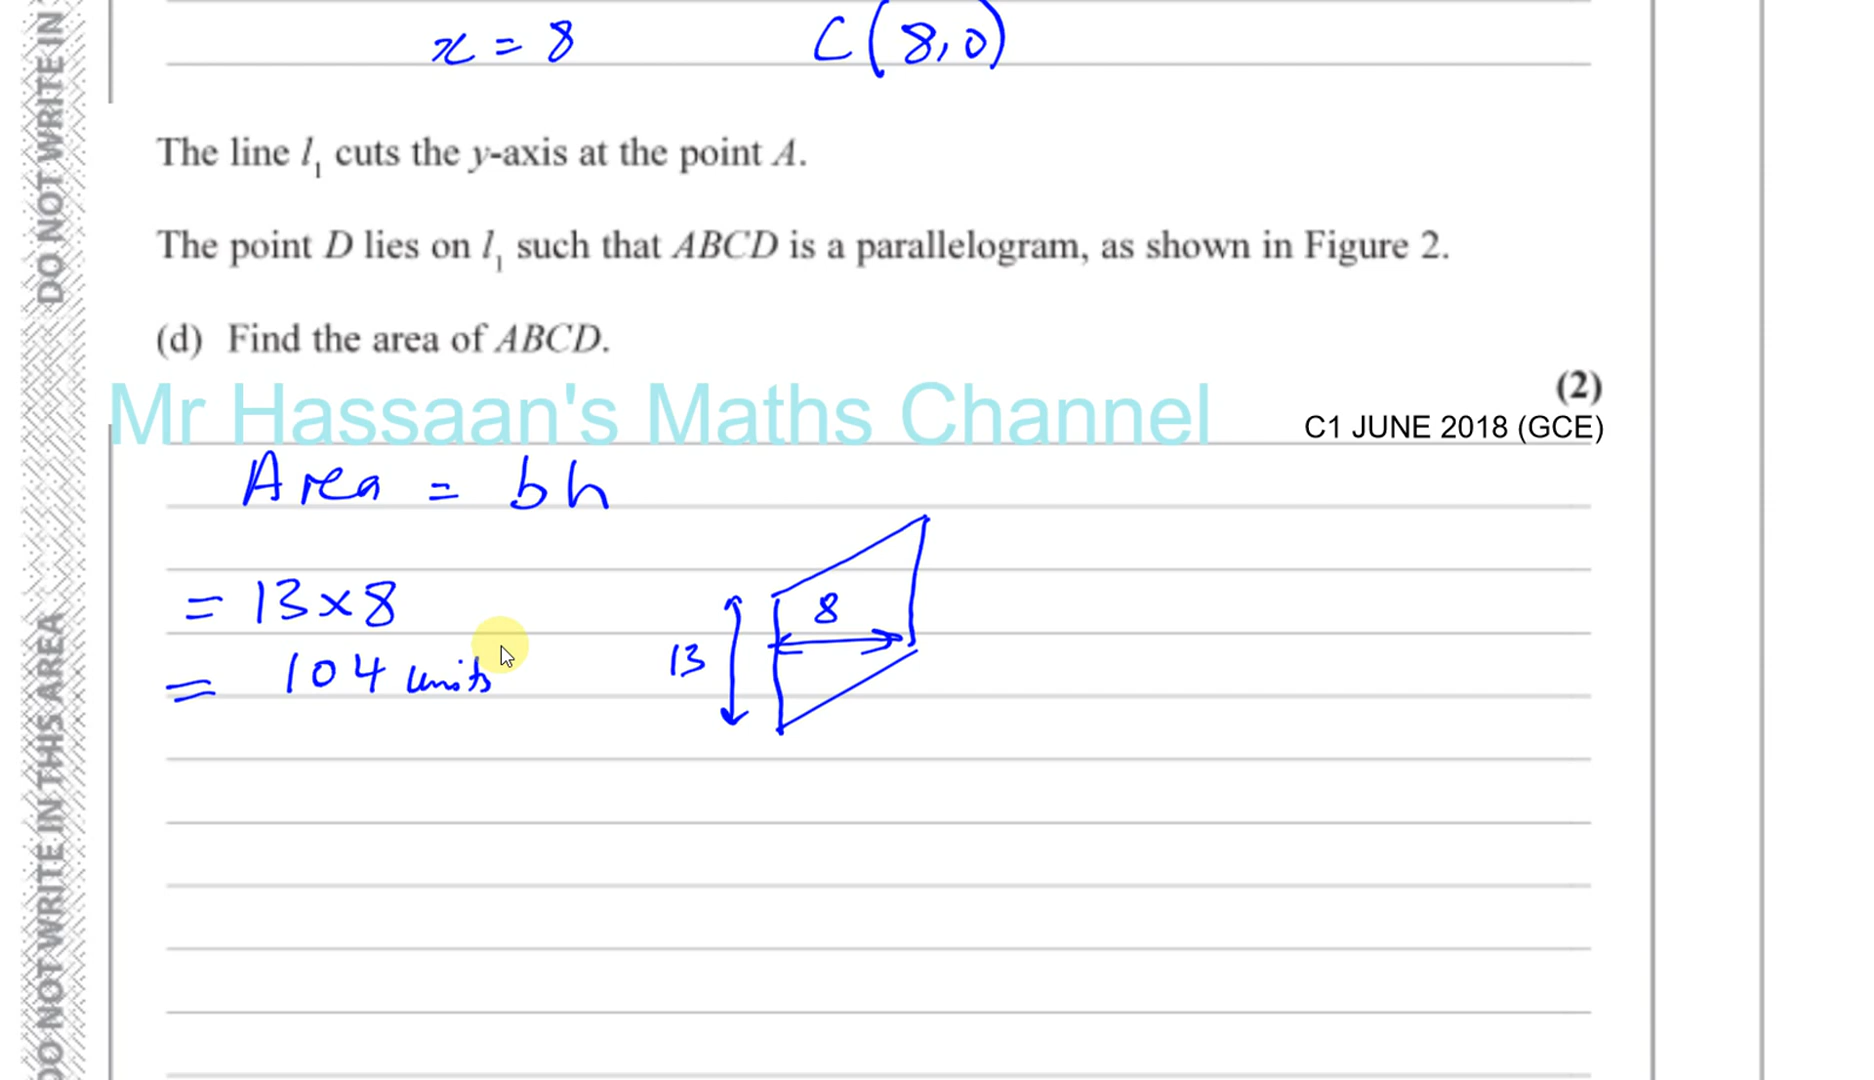 x = 8 C(8,0)
The line l1 cuts the y-axis at the point A.
The point D lies on l1 such that ABCD is a parallelogram, as shown in Figure 2.
(d) Find the area of ABCD.
(2)
Mr Hassaan's Maths Channel
C1 JUNE 2018 (GCE)
Area = bh
= 13 × 8
= 104 units
8
13
DO NOT WRITE IN
DO NOT WRITE IN THIS AREA